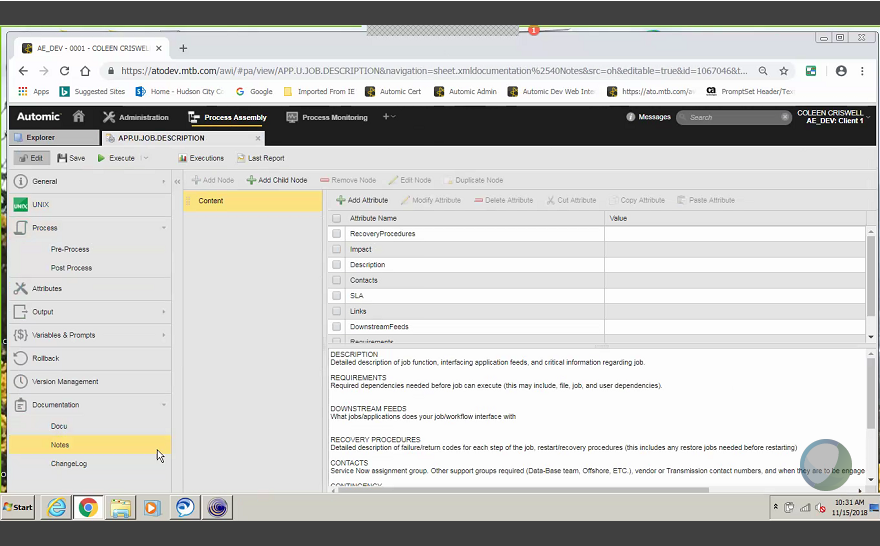 1
AE_DEV - 0001 - COLEEN CRISWELL
https://atodev.mtb.com/awi/#pa/view/APP.U.JOB.DESCRIPTION&navigation=sheet.xmldocumentation%2540Notes&src=oh&editable=true&id=1067046&t...
Apps Suggested Sites Home - Hudson City Google Imported From IE Automic Cert Automic Admin Automic Dev Web Inter https://ato.mtb.com/aw PromptSet Header/Tex
Automic Administration Process Assembly Process Monitoring Messages Search COLEEN CRISWELL
AE_DEV: Client 1
Explorer APP.U.JOB.DESCRIPTION
Edit Save Execute Executions Last Report
General Add Node Add Child Node Remove Node Edit Node Duplicate Node
UNIX Content Add Attribute Modify Attribute Delete Attribute Cut Attribute Copy Attribute Paste Attribute
Attribute Name Value
Process RecoveryProcedures
Pre-Process Impact
Post Process Description
Attributes Contacts
SLA
Output Links
Variables & Prompts DownstreamFeeds
Requirements
Rollback DESCRIPTION
Detailed description of job function, interfacing application feeds, and critical information regarding job.
Version Management REQUIREMENTS
Required dependencies needed before job can execute (this may include, file, job, and user dependencies).
Documentation DOWNSTREAM FEEDS
What jobs/applications does your job/workflow interface with
Docu
Notes RECOVERY PROCEDURES
Detailed description of failure/return codes for each step of the job, restart/recovery procedures (this includes any restore jobs needed before restarting)
ChangeLog CONTACTS
Service Now assignment group. Other support groups required (Data-Base team, Offshore, ETC.), vendor or Transmission contact numbers, and when they are to be engage
CONTINGENCY
Start 10:31 AM
11/15/2018